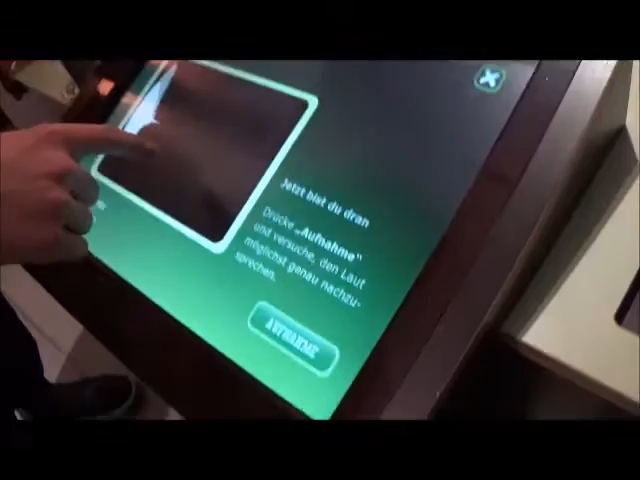 Jetzt bist du dran
Drücke „Aufnahme“
und versuche, den Laut
möglichst genau nachzu-
sprechen.
AUFNAHME